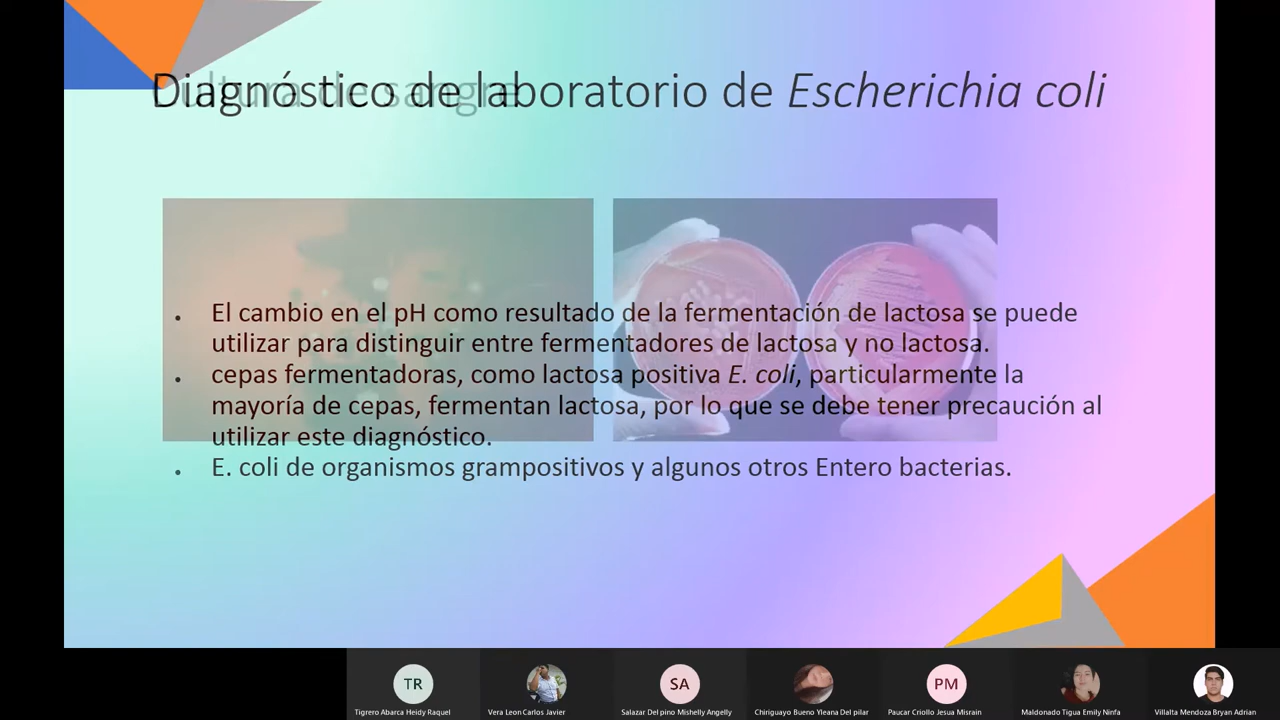 Diagnóstico de laboratorio de Escherichia coli
Cultura de sangre
• El cambio en el pH como resultado de la fermentación de lactosa se puede
utilizar para distinguir entre fermentadores de lactosa y no lactosa.
• cepas fermentadoras, como lactosa positiva E. coli, particularmente la
mayoría de cepas, fermentan lactosa, por lo que se debe tener precaución al
utilizar este diagnóstico.
• E. coli de organismos grampositivos y algunos otros Entero bacterias.
TR
SA
PM
Tigrero Abarca Heidy Raquel
Vera Leon Carlos Javier
Salazar Del pino Mishelly Angelly
Chiriguayo Bueno Yleana Del pilar
Paucar Criollo Jesua Misrain
Maldonado Tigua Emily Ninfa
Villalta Mendoza Bryan Adrian